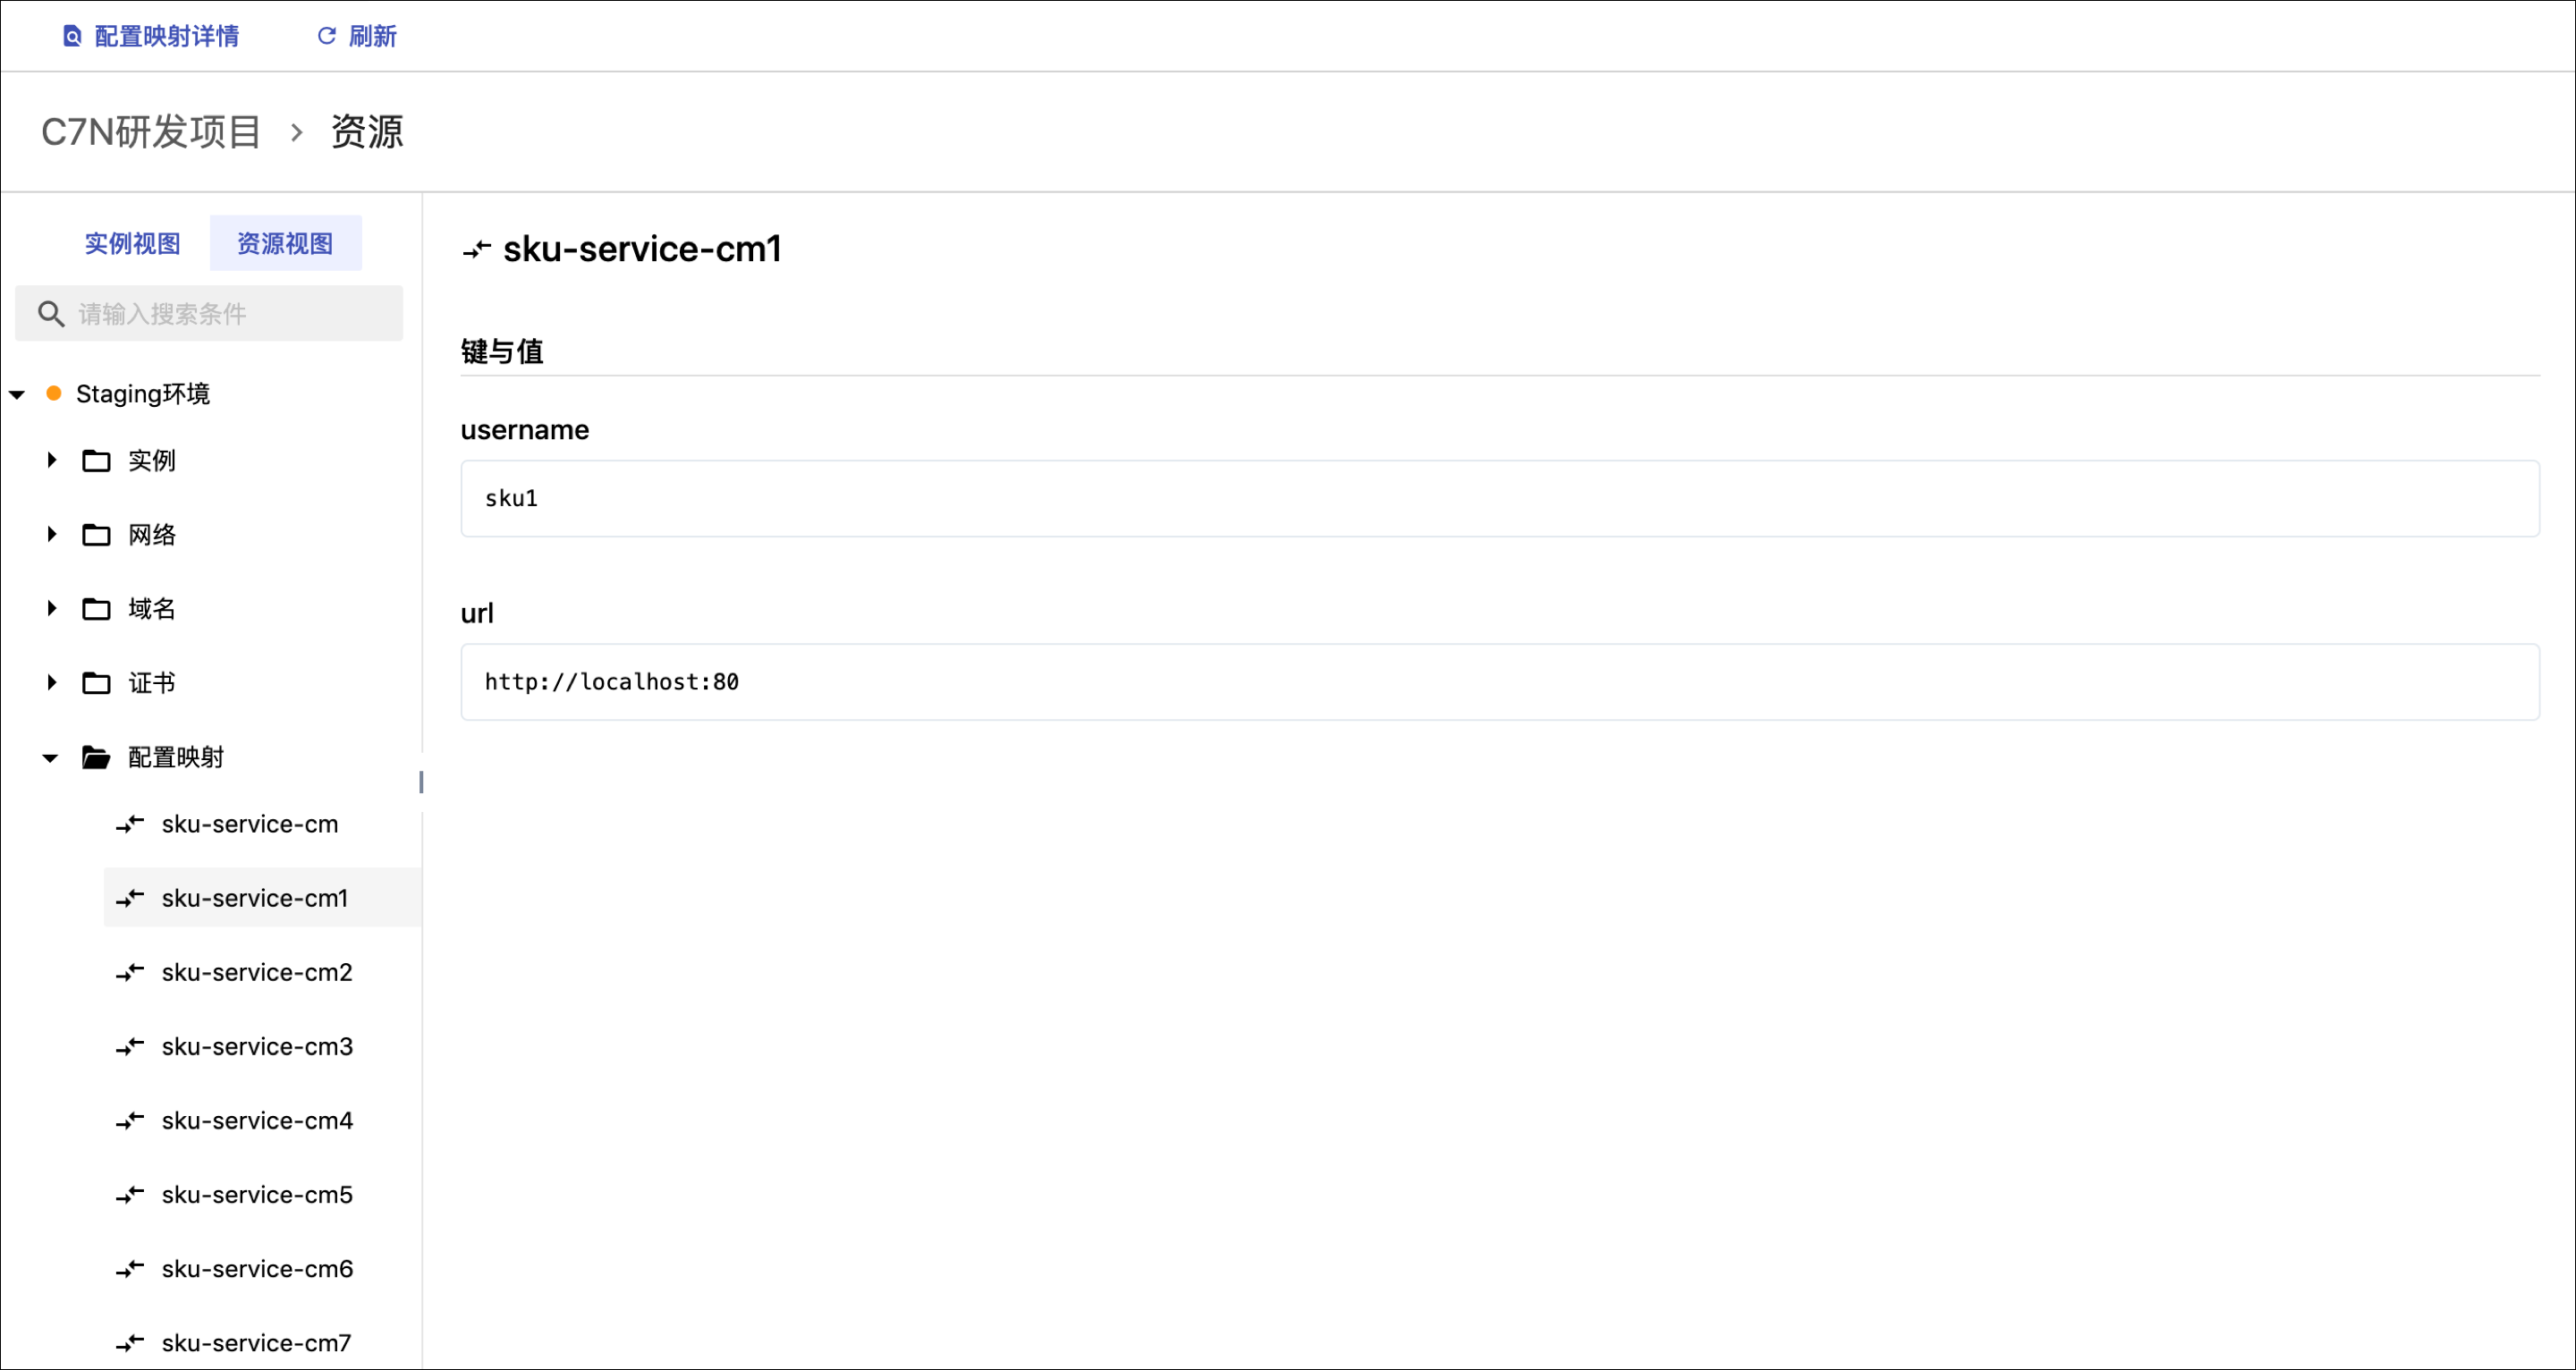 配置映射详情 刷新
C7N研发项目 > 资源
实例视图 资源视图
请输入搜索条件
Staging环境
实例
网络
域名
证书
配置映射
sku-service-cm
sku-service-cm1
sku-service-cm2
sku-service-cm3
sku-service-cm4
sku-service-cm5
sku-service-cm6
sku-service-cm7
sku-service-cm1
键与值
username
sku1
url
http://localhost:80